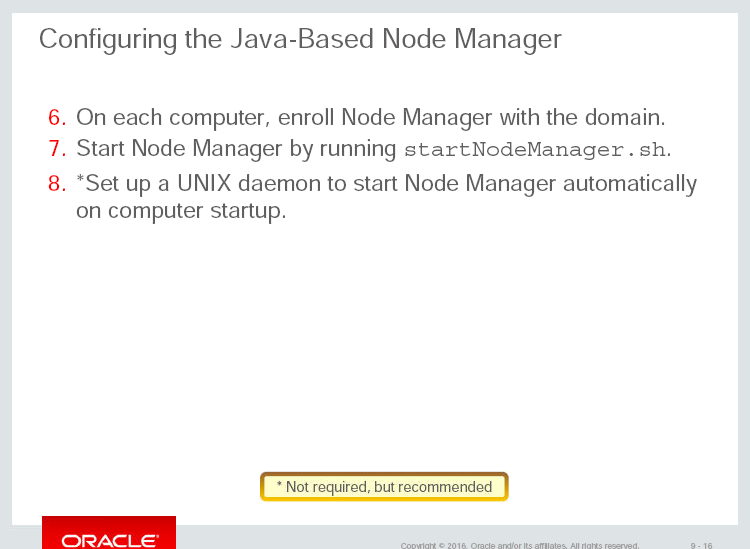 Configuring the Java-Based Node Manager
6. On each computer, enroll Node Manager with the domain.
7. Start Node Manager by running startNodeManager.sh.
8. *Set up a UNIX daemon to start Node Manager automatically
on computer startup.
* Not required, but recommended
ORACLE
Copyright © 2016, Oracle and/or its affiliates. All rights reserved.
9 - 16